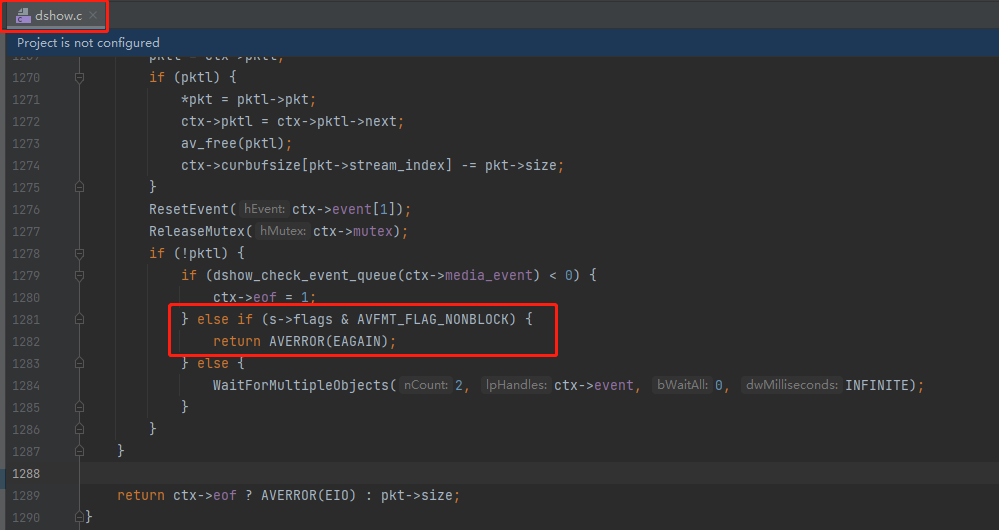 dshow.c
Project is not configured
1270 if (pktl) {
1271 *pkt = pktl->pkt;
1272 ctx->pktl = ctx->pktl->next;
1273 av_free(pktl);
1274 ctx->curbufsize[pkt->stream_index] -= pkt->size;
1275 }
1276 ResetEvent( hEvent: ctx->event[1]);
1277 ReleaseMutex( hMutex: ctx->mutex);
1278 if (!pktl) {
1279 if (dshow_check_event_queue(ctx->media_event) < 0) {
1280 ctx->eof = 1;
1281 } else if (s->flags & AVFMT_FLAG_NONBLOCK) {
1282 return AVERROR(EAGAIN);
1283 } else {
1284 WaitForMultipleObjects( nCount: 2, lpHandles: ctx->event, bWaitAll: 0, dwMilliseconds: INFINITE);
1285 }
1286 }
1287 }
1288
1289 return ctx->eof ? AVERROR(EIO) : pkt->size;
1290 }